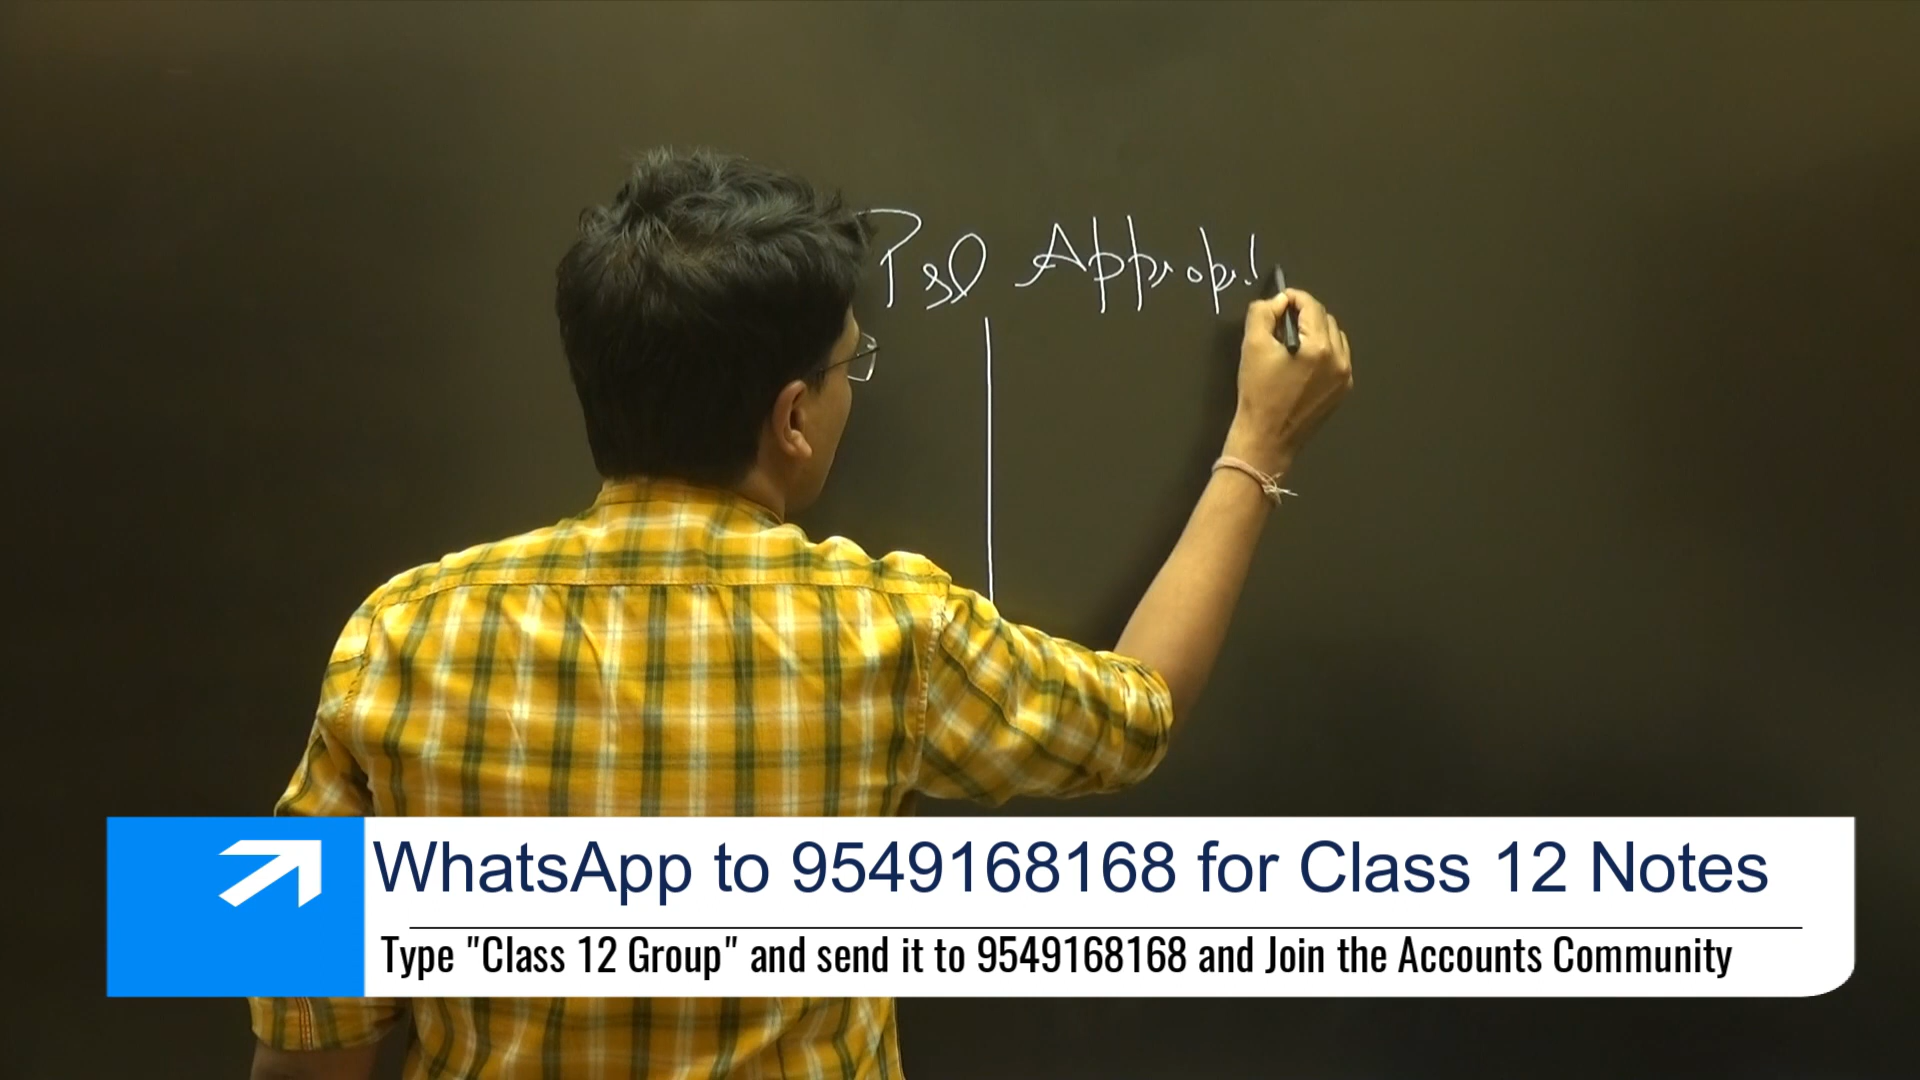 P&L Appropri
WhatsApp to 9549168168 for Class 12 Notes
Type "Class 12 Group" and send it to 9549168168 and Join the Accounts Community